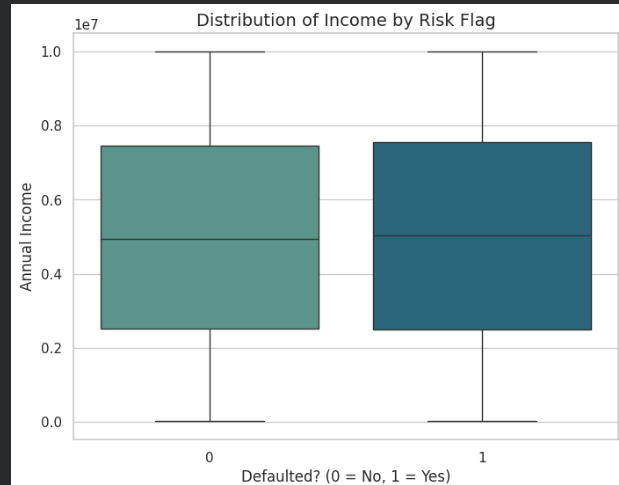 Distribution of Income by Risk Flag
1e7
1.0
0.8
0.6
0.4
0.2
0.0
Annual Income
0
1
Defaulted? (0 = No, 1 = Yes)